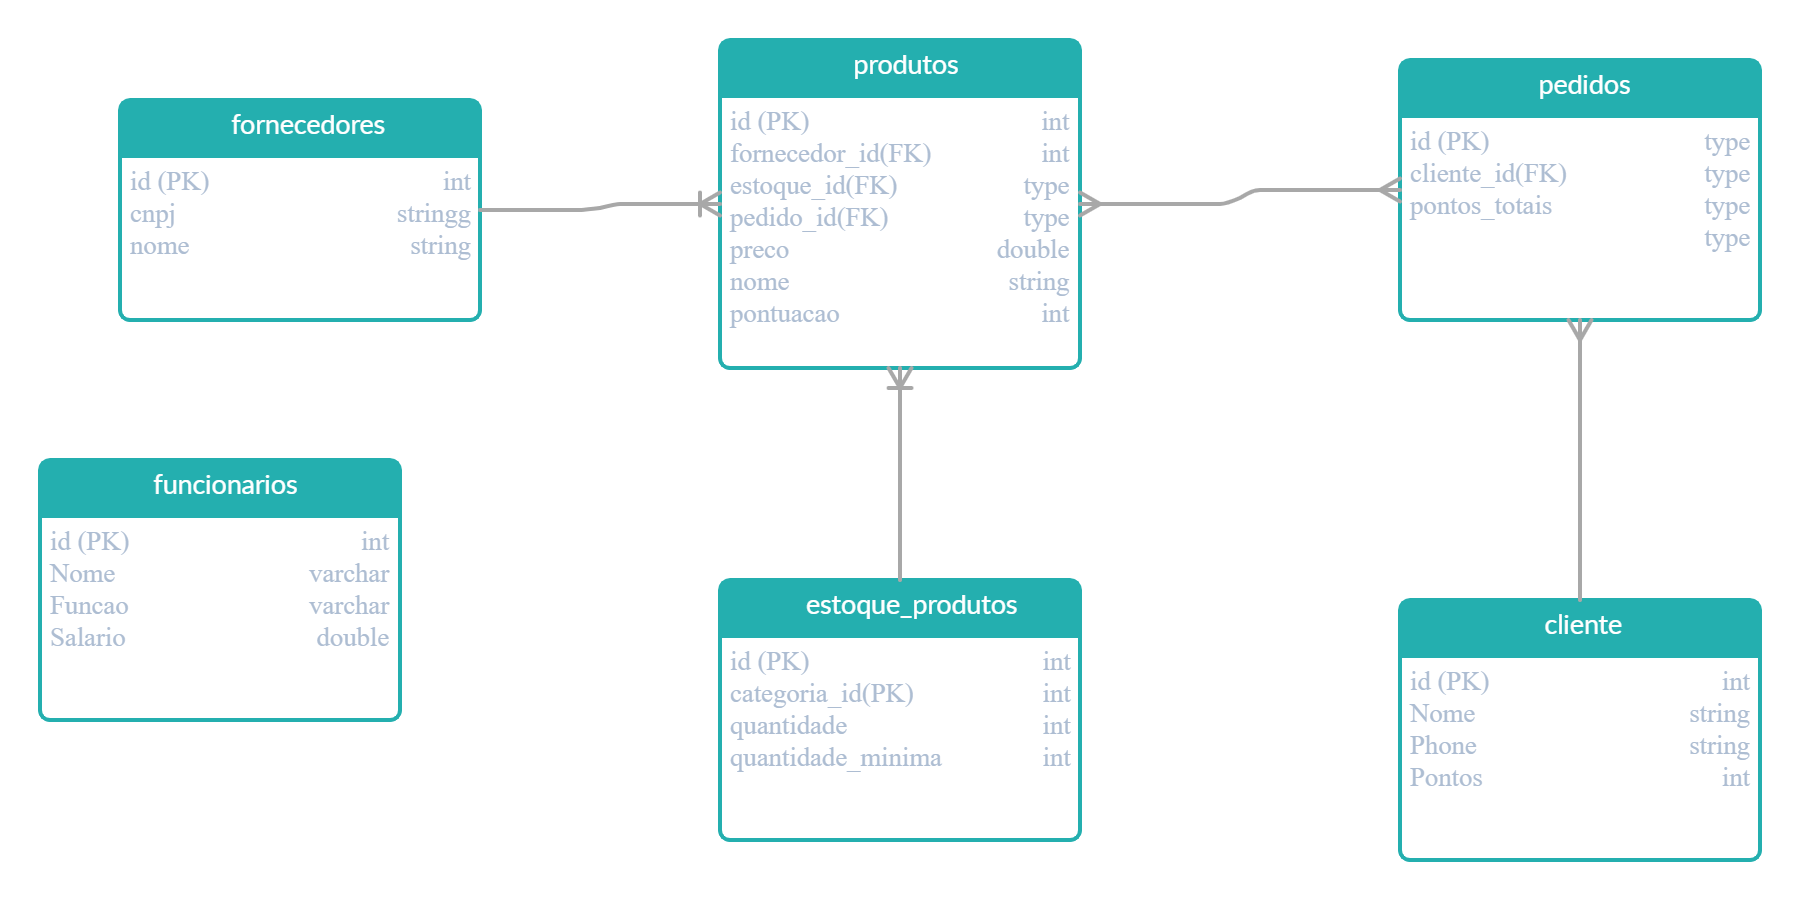 fornecedores
id (PK) int
cnpj stringg
nome string
produtos
id (PK) int
fornecedor_id(FK) int
estoque_id(FK) type
pedido_id(FK) type
preco double
nome string
pontuacao int
pedidos
id (PK) type
cliente_id(FK) type
pontos_totais type
type
funcionarios
id (PK) int
Nome varchar
Funcao varchar
Salario double
estoque_produtos
id (PK) int
categoria_id(PK) int
quantidade int
quantidade_minima int
cliente
id (PK) int
Nome string
Phone string
Pontos int